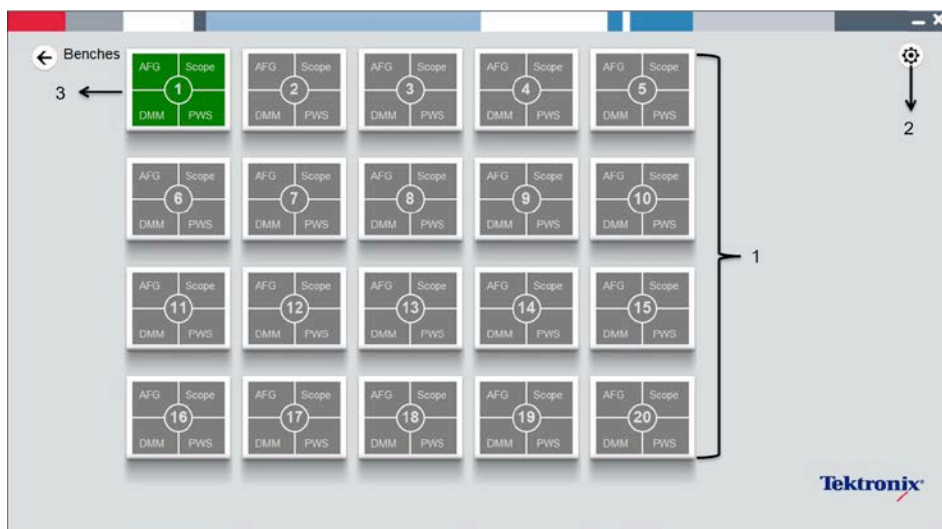 Benches
AFG Scope AFG Scope AFG Scope AFG Scope AFG Scope
3 1 2 3 4 5
DMM PWS DMM PWS DMM PWS DMM PWS DMM PWS
2
AFG Scope AFG Scope AFG Scope AFG Scope AFG Scope
6 7 8 9 10
DMM PWS DMM PWS DMM PWS DMM PWS DMM PWS
1
AFG Scope AFG Scope AFG Scope AFG Scope AFG Scope
11 12 13 14 15
DMM PWS DMM PWS DMM PWS DMM PWS DMM PWS
AFG Scope AFG Scope AFG Scope AFG Scope AFG Scope
16 17 18 19 20
DMM PWS DMM PWS DMM PWS DMM PWS DMM PWS
Tektronix